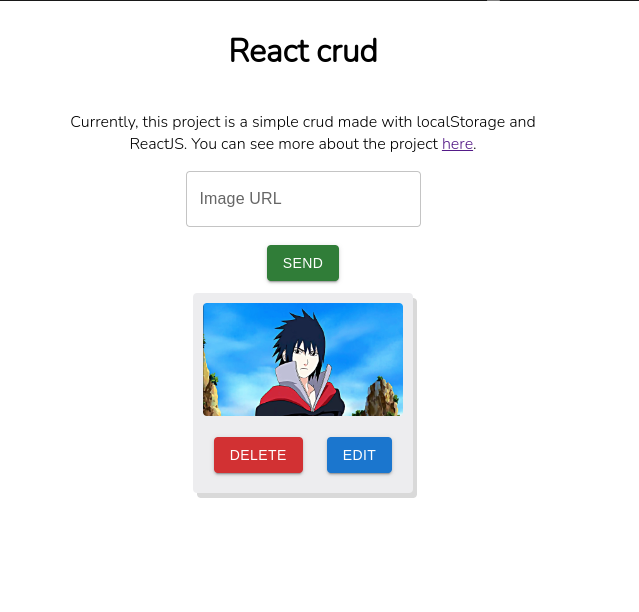 React crud
Currently, this project is a simple crud made with localStorage and
ReactJS. You can see more about the project here.
Image URL
SEND
DELETE
EDIT